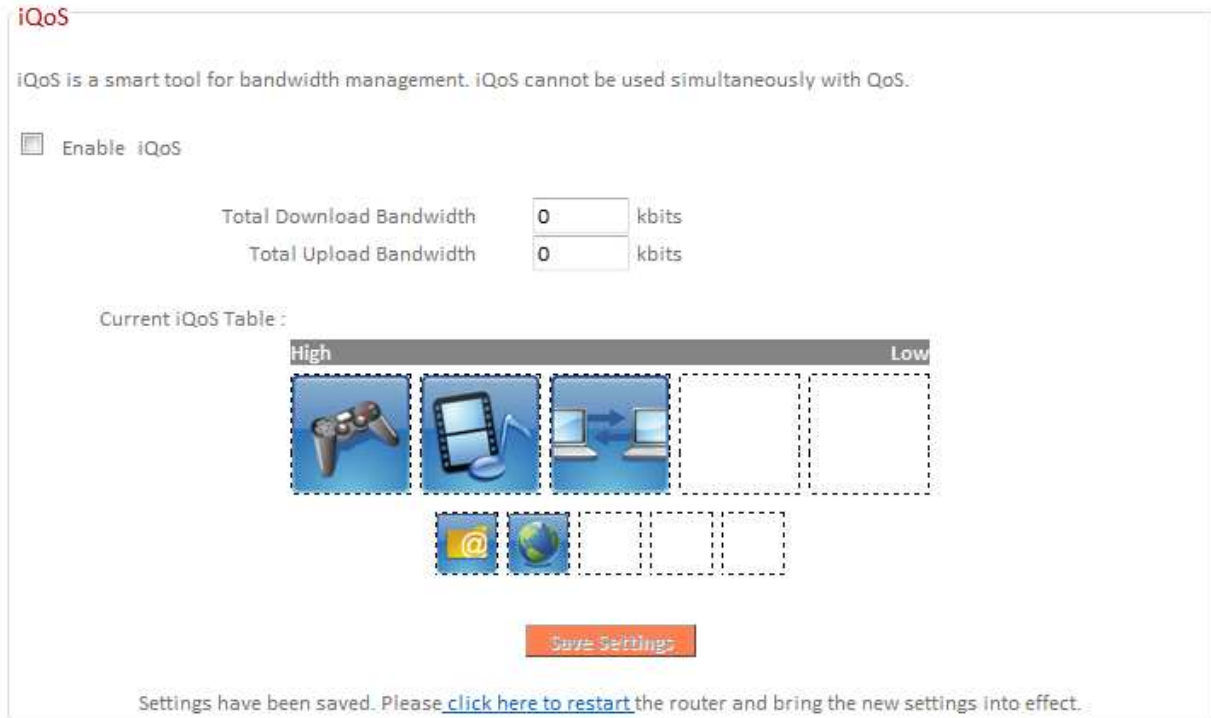 iQoS
iQoS is a smart tool for bandwidth management. iQoS cannot be used simultaneously with QoS.
Enable iQoS
Total Download Bandwidth 0 kbits
Total Upload Bandwidth 0 kbits
Current iQoS Table :
High Low
@
Save Settings
Settings have been saved. Please click here to restart the router and bring the new settings into effect.